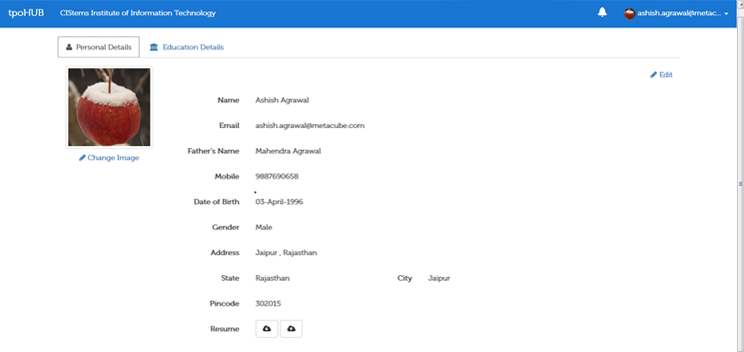 tpoHUB CISterns Institute of Information Technology ashish.agrawal@metac...
Personal Details Education Details
Edit
Name Ashish Agrawal
Email ashish.agrawal@metacube.com
Change Image
Father's Name Mahendra Agrawal
Mobile 9887690658
Date of Birth 03-April-1996
Gender Male
Address Jaipur , Rajasthan
State Rajasthan City Jaipur
Pincode 302015
Resume